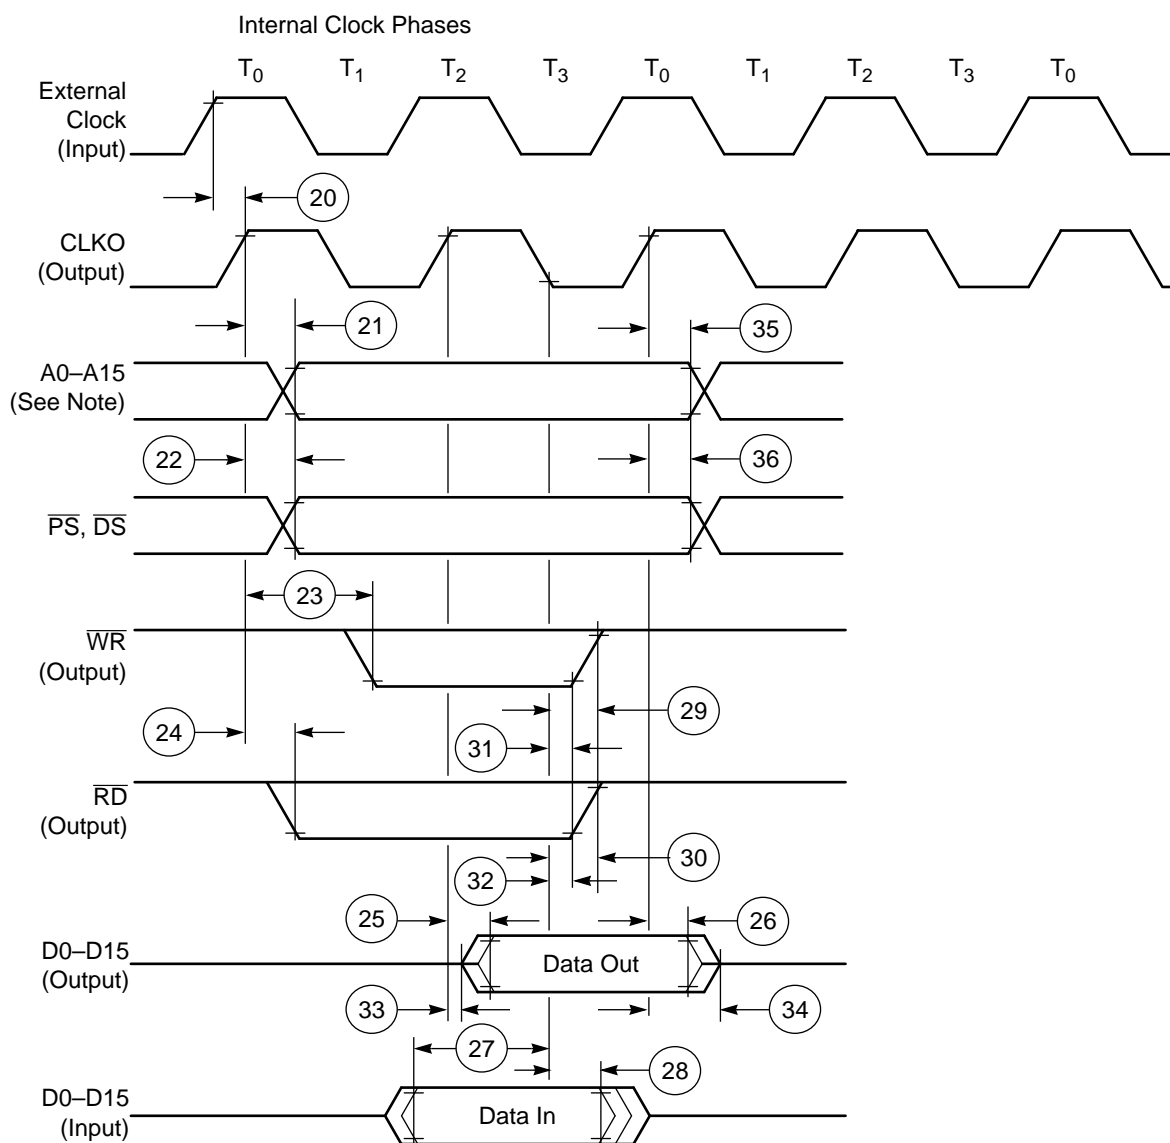 Internal Clock Phases
T0 T1 T2 T3 T0 T1 T2 T3 T0
External
Clock
(Input)
20
CLKO
(Output)
21
35
A0–A15
(See Note)
22
36
PS, DS
23
WR
(Output)
29
24
31
RD
(Output)
30
32
25
26
D0–D15
(Output)
Data Out
33
34
27
28
D0–D15
(Input)
Data In